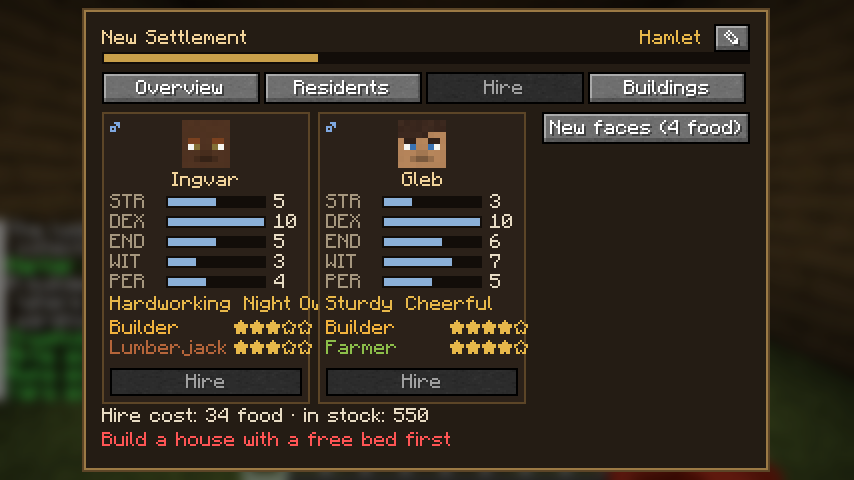 New Settlement
Hamlet
Overview
Residents
Hire
Buildings
New faces (4 food)
Ingvar
STR 5
DEX 10
END 5
WIT 3
PER 4
Hardworking Night Ow
Builder
Lumberjack
Hire
Gleb
STR 3
DEX 10
END 6
WIT 7
PER 5
Sturdy Cheerful
Builder
Farmer
Hire
Hire cost: 34 food · in stock: 550
Build a house with a free bed first